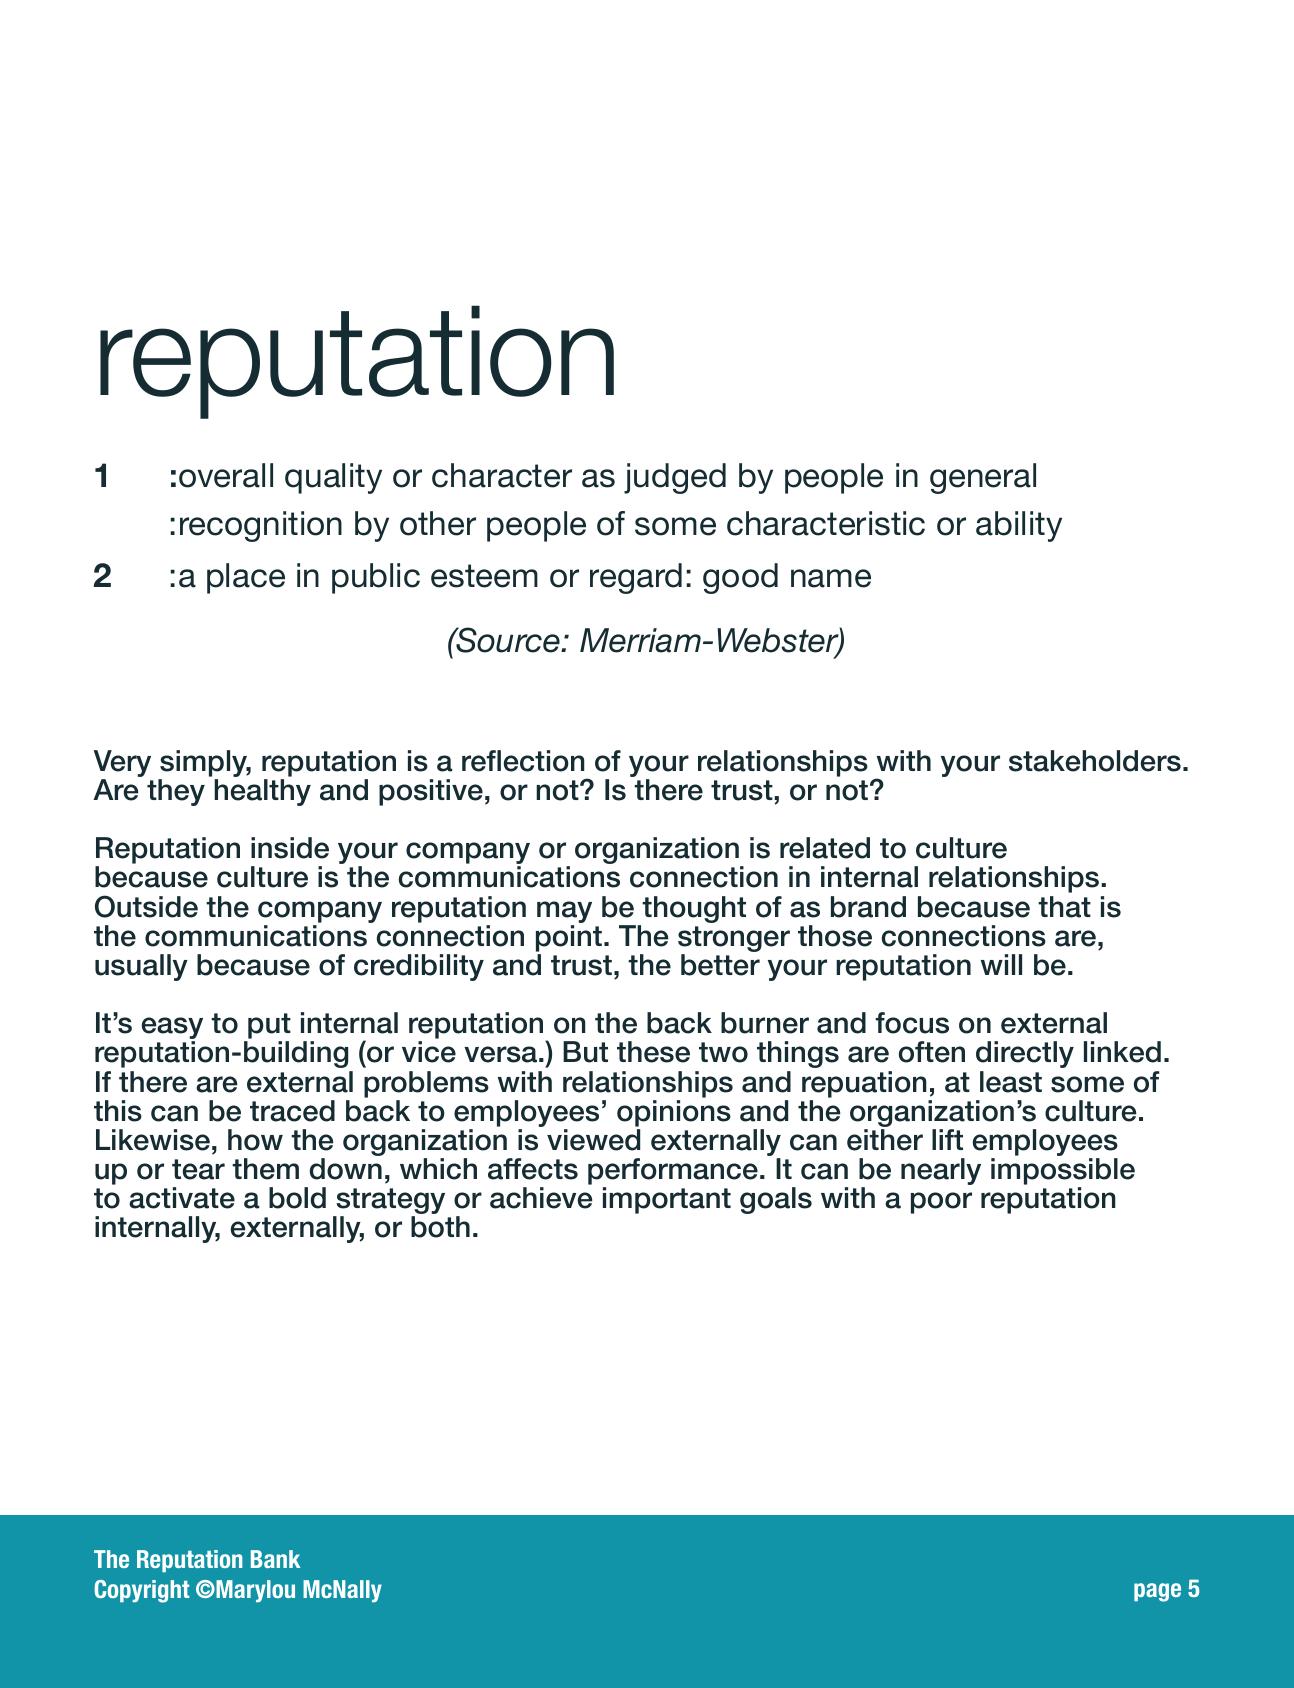 reputation
1 :overall quality or character as judged by people in general
:recognition by other people of some characteristic or ability
2 :a place in public esteem or regard: good name
(Source: Merriam-Webster)
Very simply, reputation is a reflection of your relationships with your stakeholders.
Are they healthy and positive, or not? Is there trust, or not?
Reputation inside your company or organization is related to culture
because culture is the communications connection in internal relationships.
Outside the company reputation may be thought of as brand because that is
the communications connection point. The stronger those connections are,
usually because of credibility and trust, the better your reputation will be.
It’s easy to put internal reputation on the back burner and focus on external
reputation-building (or vice versa.) But these two things are often directly linked.
If there are external problems with relationships and repuation, at least some of
this can be traced back to employees’ opinions and the organization’s culture.
Likewise, how the organization is viewed externally can either lift employees
up or tear them down, which affects performance. It can be nearly impossible
to activate a bold strategy or achieve important goals with a poor reputation
internally, externally, or both.
The Reputation Bank
Copyright ©Marylou McNally
page 5